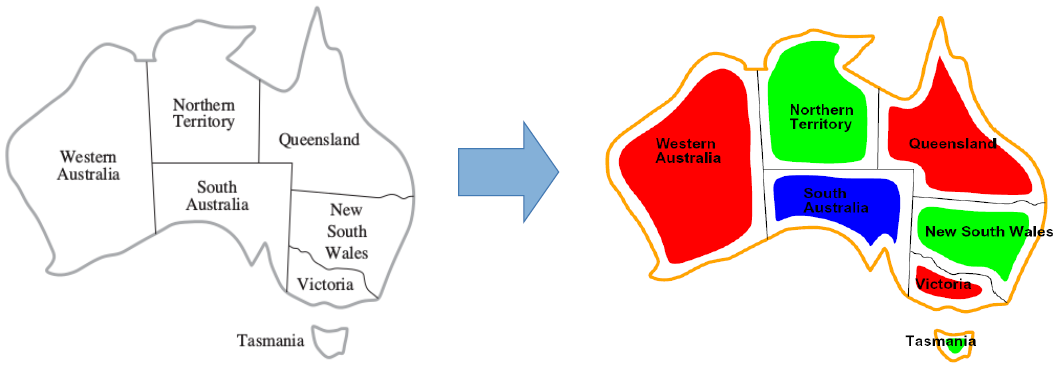 Northern
Territory
Western
Australia
Queensland
South
Australia
New
South
Wales
Victoria
Tasmania
Northern
Territory
Western
Australia
Queensland
South
Australia
New South Wales
Victoria
Tasmania